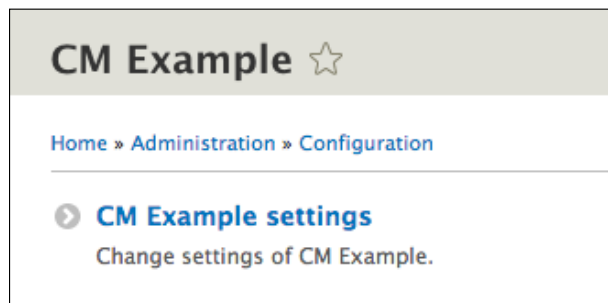 CM Example
Home » Administration » Configuration
CM Example settings
Change settings of CM Example.